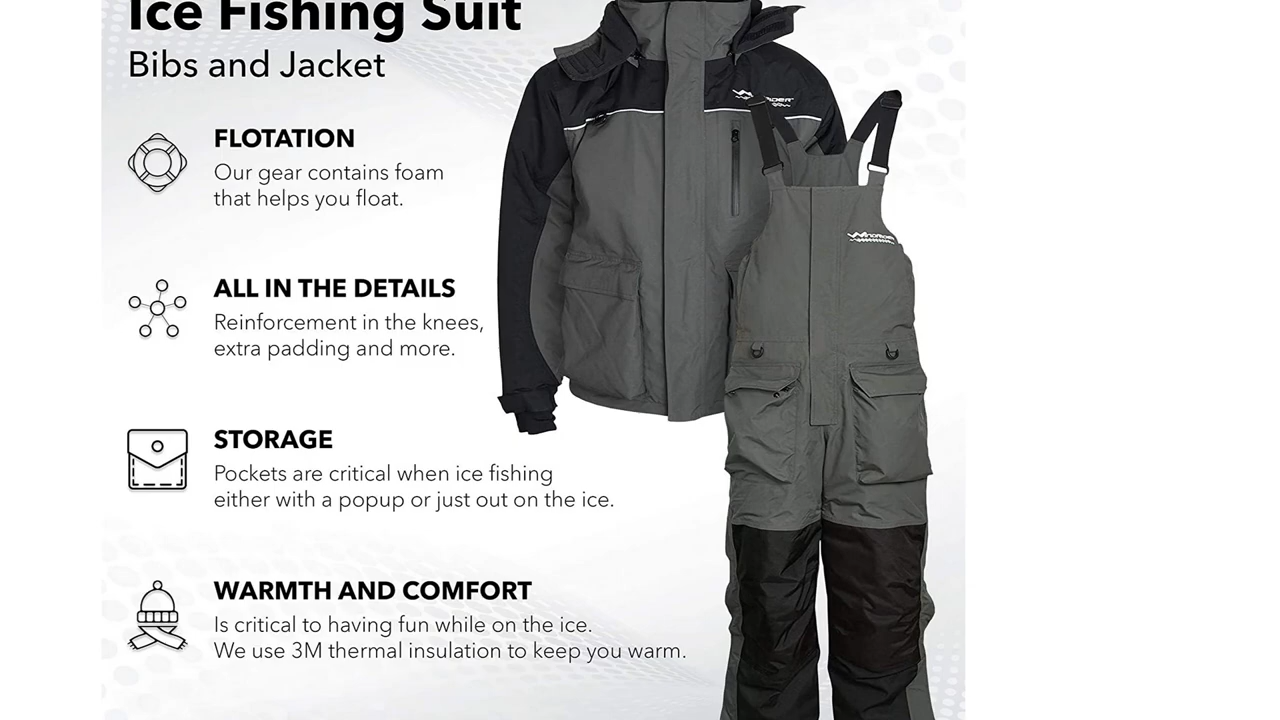 Ice Fishing Suit
Bibs and Jacket
FLOTATION
Our gear contains foam
that helps you float.
ALL IN THE DETAILS
Reinforcement in the knees,
extra padding and more.
STORAGE
Pockets are critical when ice fishing
either with a popup or just out on the ice.
WARMTH AND COMFORT
Is critical to having fun while on the ice.
We use 3M thermal insulation to keep you warm.
WINDRIDER